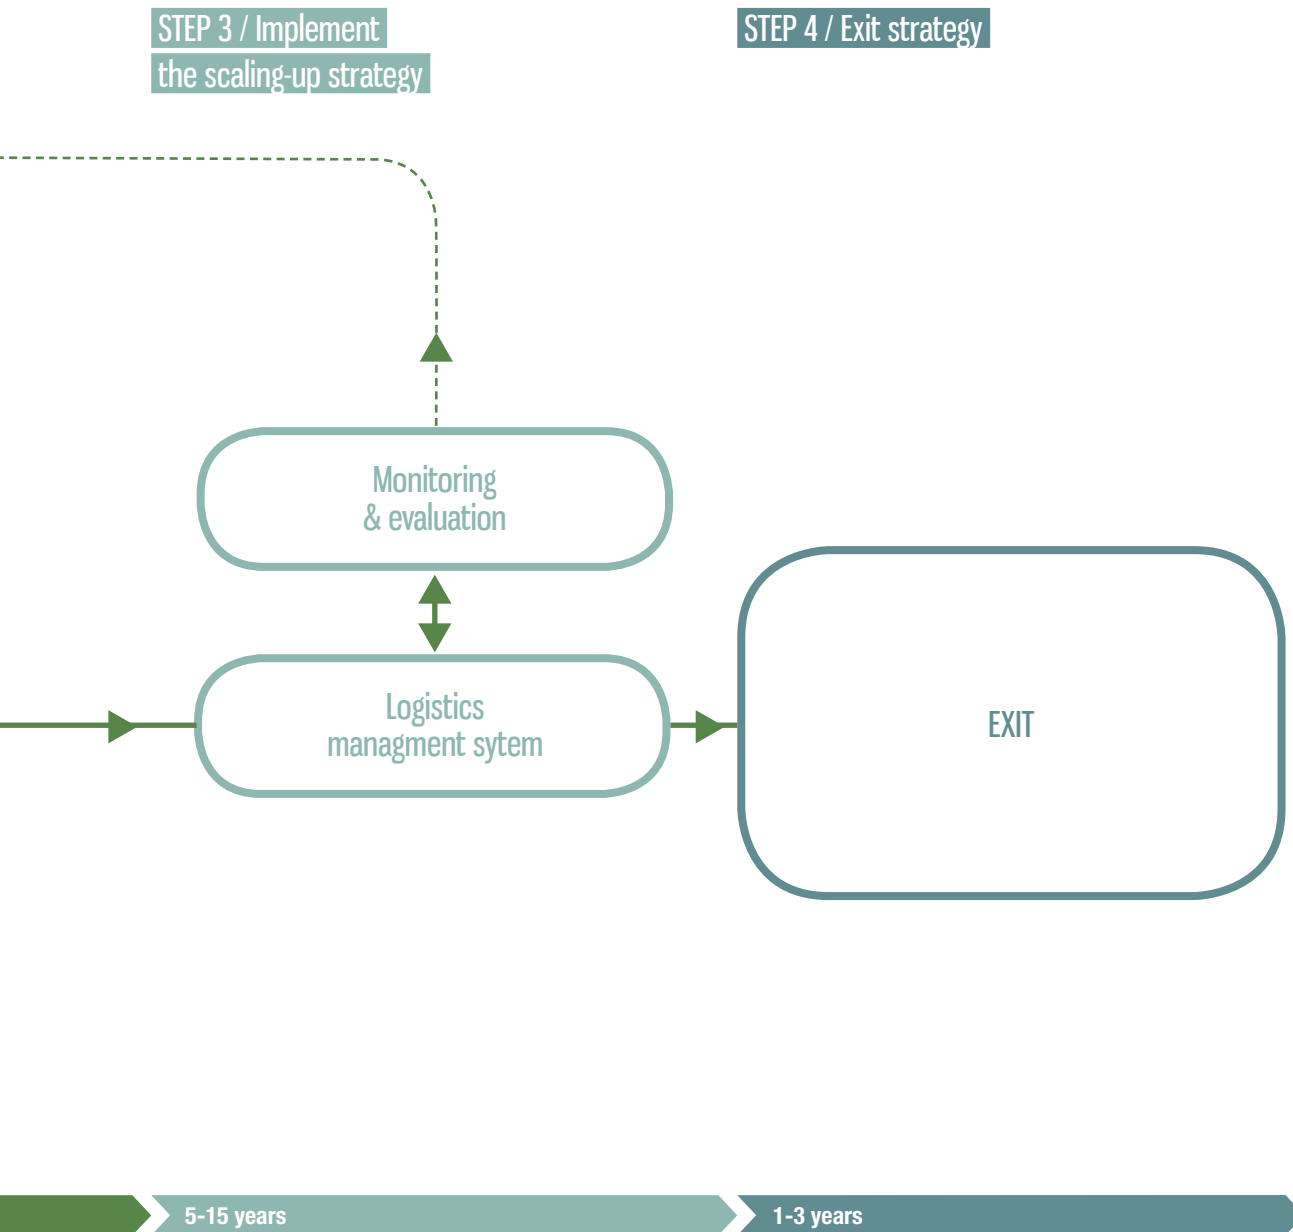 STEP 3 / Implement
the scaling-up strategy
STEP 4 / Exit strategy
Monitoring
& evaluation
Logistics
managment sytem
EXIT
5-15 years
1-3 years